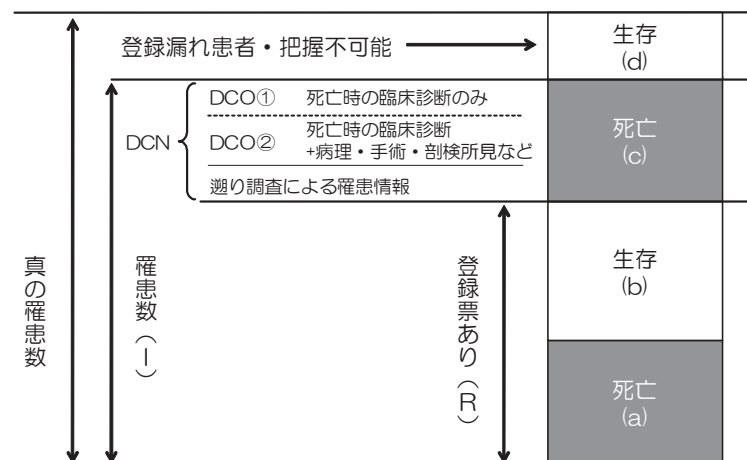 登録漏れ患者・把握不可能
生存
(d)
DCN
DCO① 死亡時の臨床診断のみ
DCO② 死亡時の臨床診断
+病理・手術・剖検所見など
遡り調査による罹患情報
死亡
(c)
真の罹患数
罹患数(I)
登録票あり(R)
生存
(b)
死亡
(a)